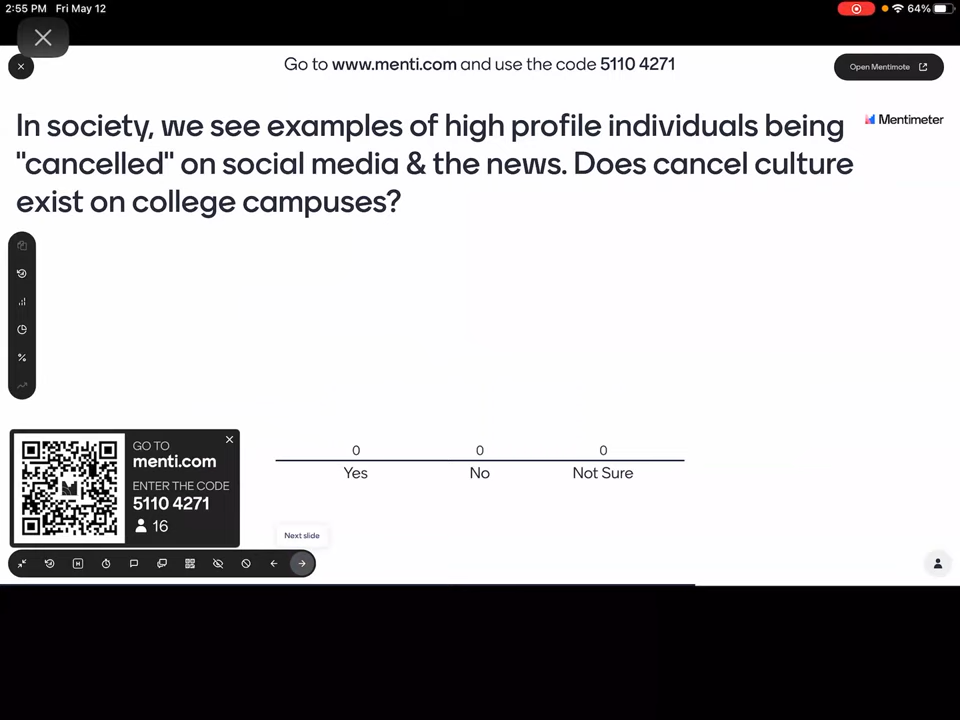 2:55 PM Fri May 12
64%
Go to www.menti.com and use the code 5110 4271
Open Mentimote
In society, we see examples of high profile individuals being
"cancelled" on social media & the news. Does cancel culture
exist on college campuses?
Mentimeter
GO TO
menti.com
ENTER THE CODE
5110 4271
16
0 0 0
Yes No Not Sure
Next slide
H